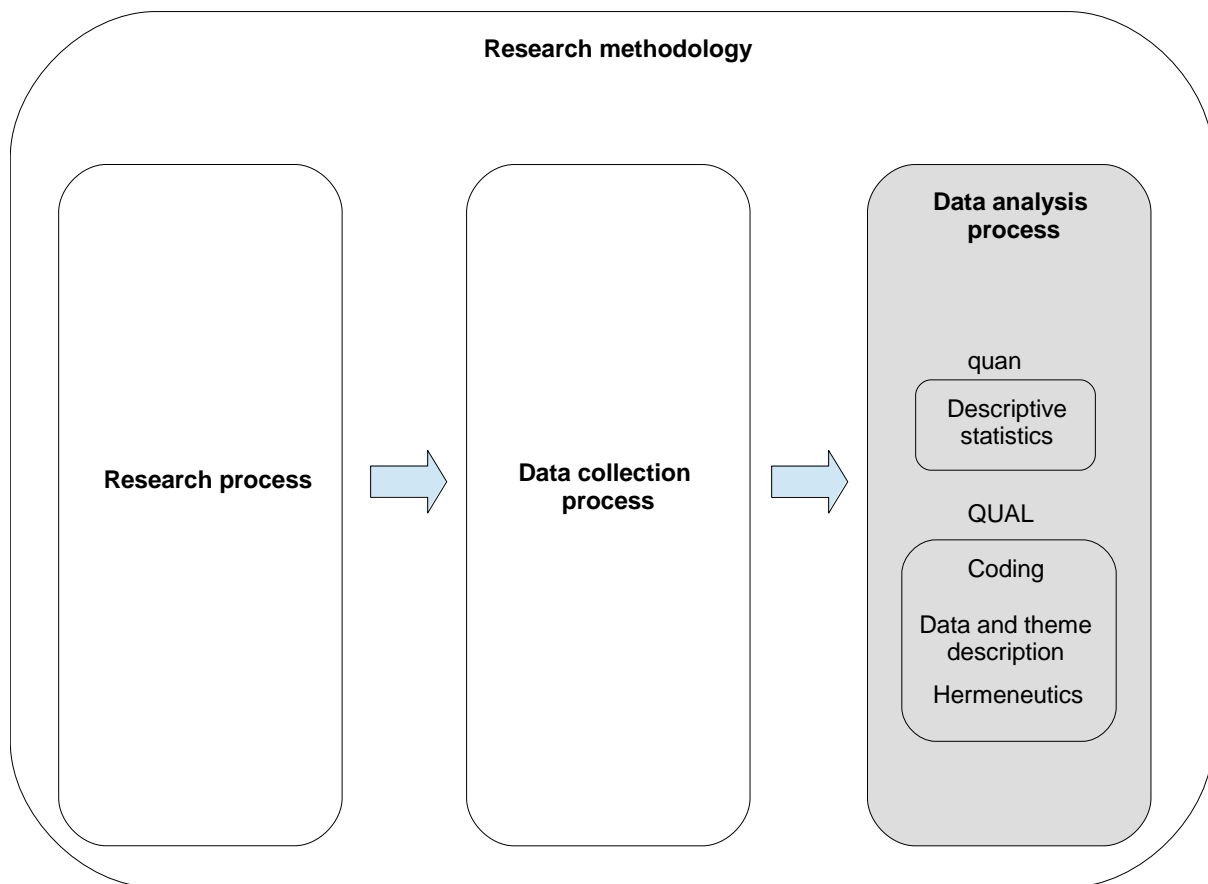 Research methodology
Research process
Data collection
process
Data analysis
process
quan
Descriptive
statistics
QUAL
Coding
Data and theme
description
Hermeneutics